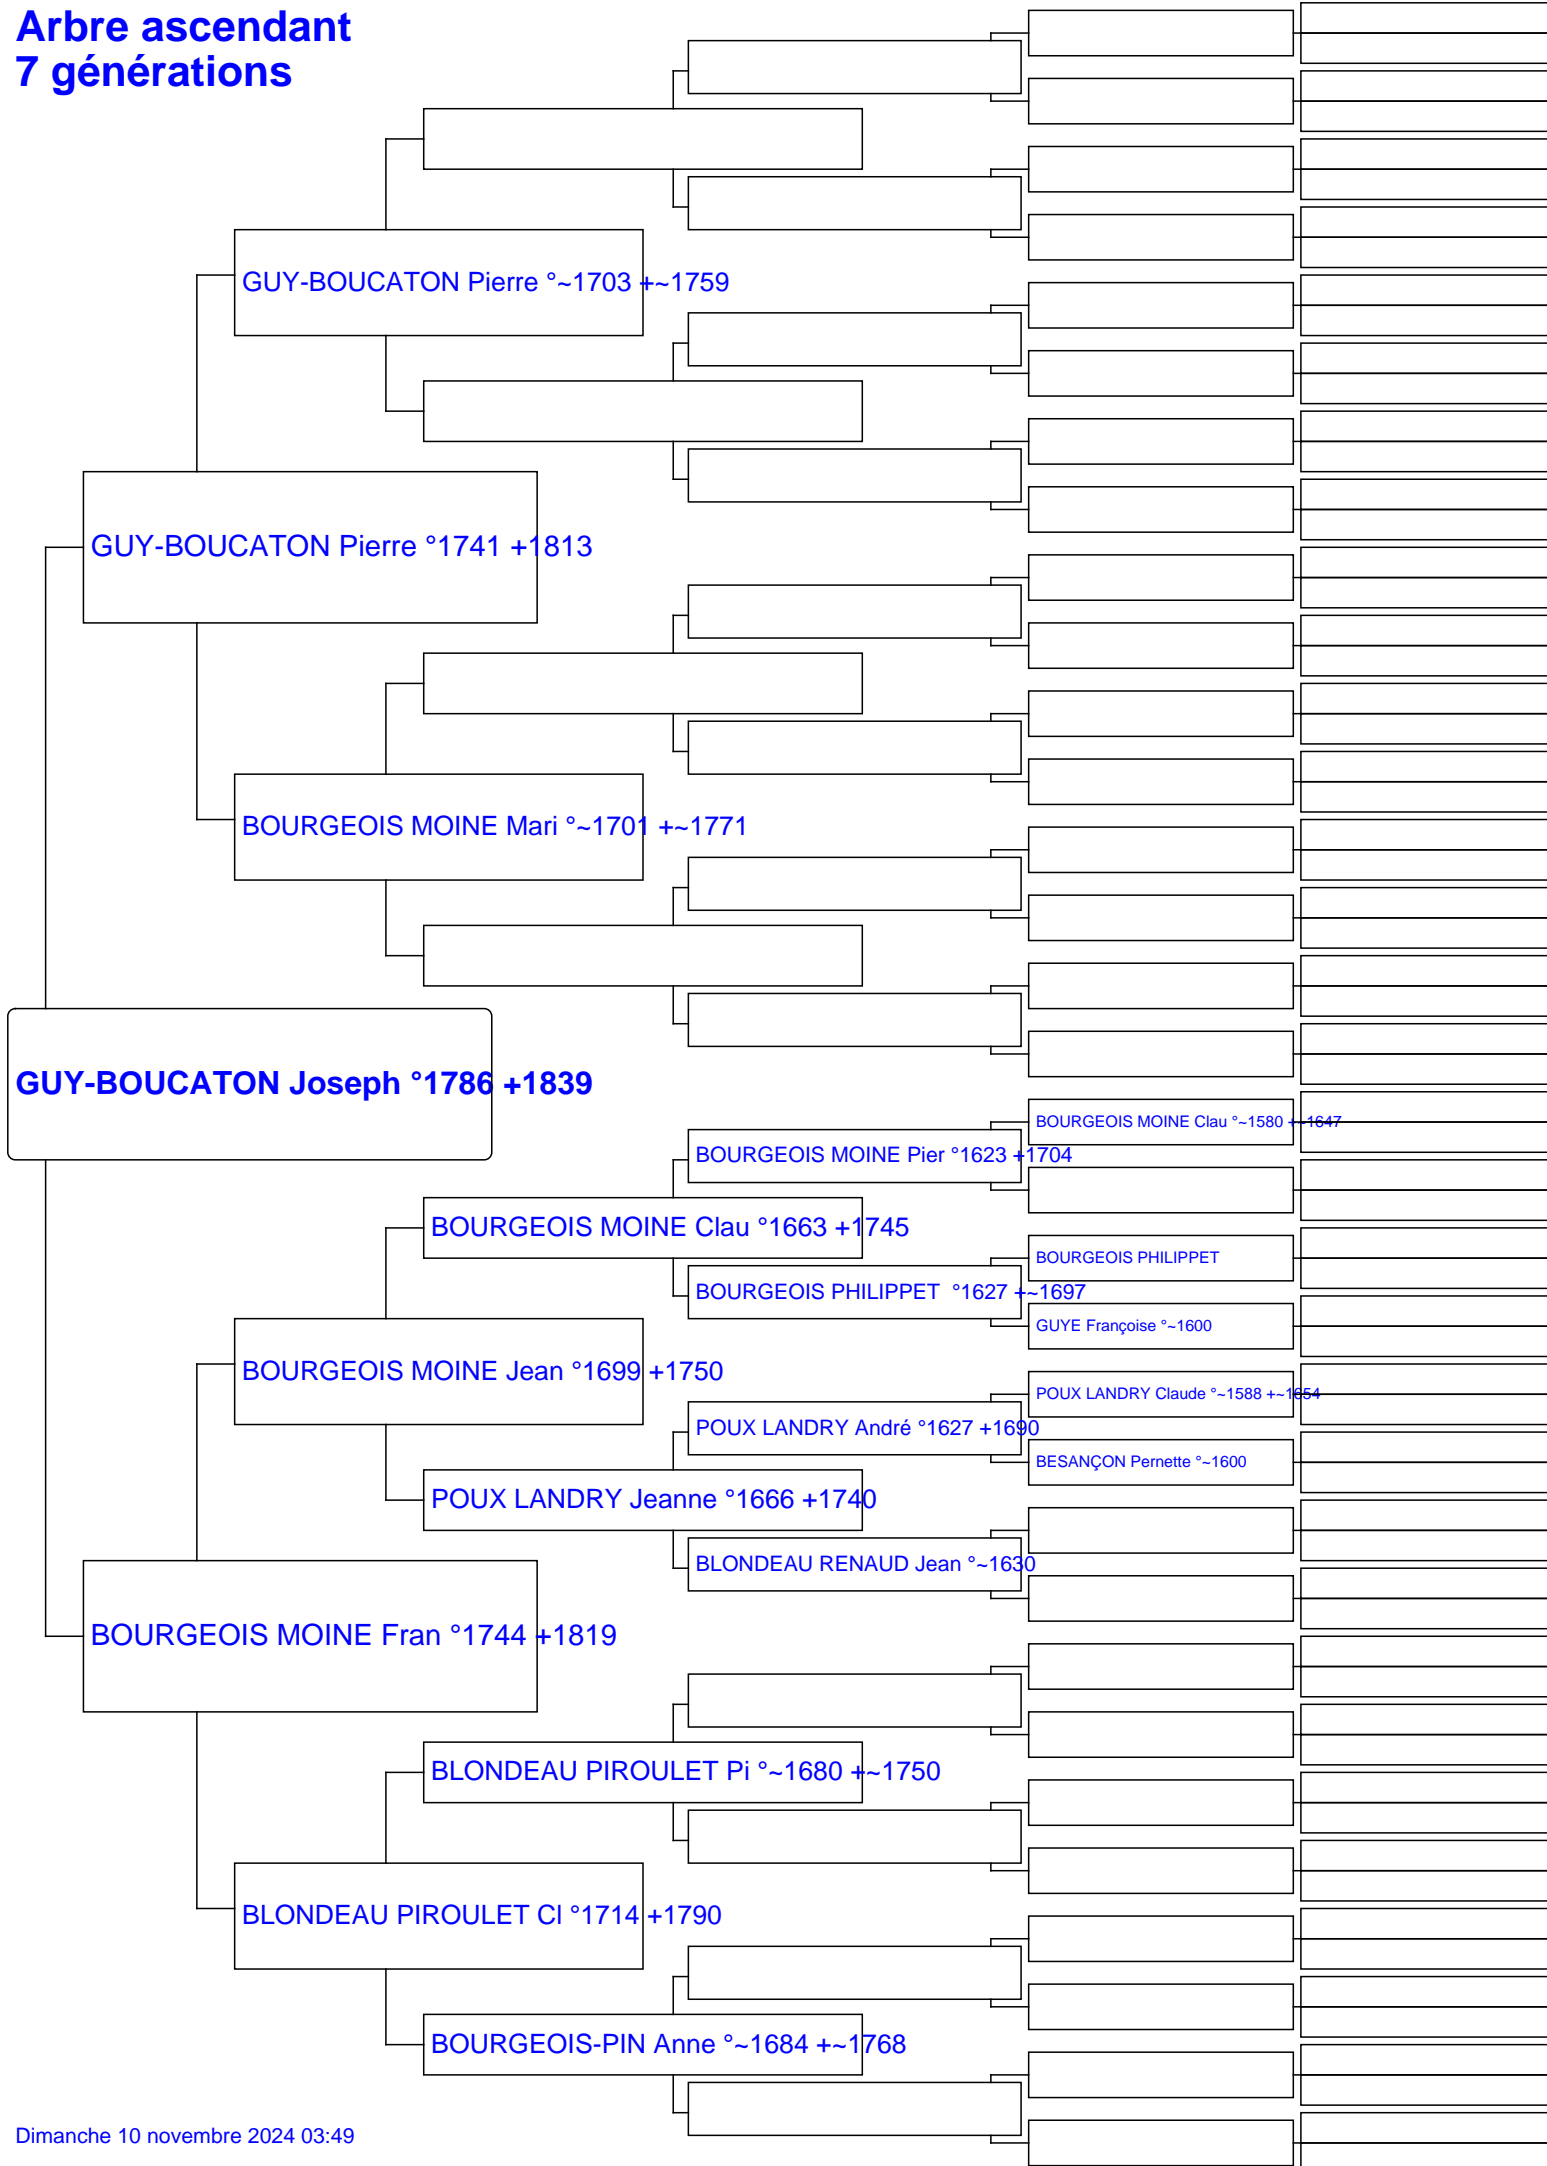 Arbre ascendant
7 générations
GUY-BOUCATON Pierre °~1703 +~1759
GUY-BOUCATON Pierre °1741 +1813
BOURGEOIS MOINE Mari °~1701 +~1771
GUY-BOUCATON Joseph °1786 +1839
BOURGEOIS MOINE Clau °~1580 +~1647
BOURGEOIS MOINE Pier °1623 +1704
BOURGEOIS MOINE Clau °1663 +1745
BOURGEOIS PHILIPPET
BOURGEOIS PHILIPPET °1627 +~1697
GUYE Françoise °~1600
BOURGEOIS MOINE Jean °1699 +1750
POUX LANDRY Claude °~1588 +~1654
POUX LANDRY André °1627 +1690
BESANÇON Pernette °~1600
POUX LANDRY Jeanne °1666 +1740
BLONDEAU RENAUD Jean °~1630
BOURGEOIS MOINE Fran °1744 +1819
BLONDEAU PIROULET Pi °~1680 +~1750
BLONDEAU PIROULET Cl °1714 +1790
BOURGEOIS-PIN Anne °~1684 +~1768
Dimanche 10 novembre 2024 03:49